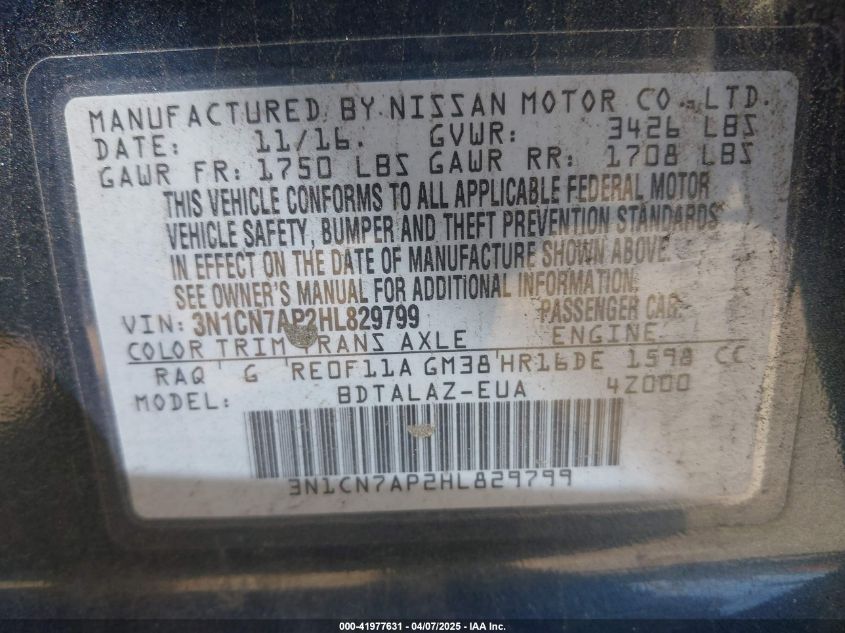 MANUFACTURED BY NISSAN MOTOR CO., LTD.
DATE: 11/16. GVWR: 3426 LBS
GAWR FR: 1750 LBS GAWR RR: 1708 LBS
THIS VEHICLE CONFORMS TO ALL APPLICABLE FEDERAL MOTOR
VEHICLE SAFETY, BUMPER AND THEFT PREVENTION STANDARDS
IN EFFECT ON THE DATE OF MANUFACTURE SHOWN ABOVE.
SEE OWNER'S MANUAL FOR ADDITIONAL INFORMATION.
VIN: 3N1CN7AP2HL829799 PASSENGER CAR
COLOR TRIM TRANS AXLE ENGINE
RAQ G RE0F11A GM38 HR16DE 1598 CC
MODEL: BDTALAZ-EUA 4Z000
3N1CN7AP2HL829799
000-41977631 - 04/07/2025 - IAA Inc.